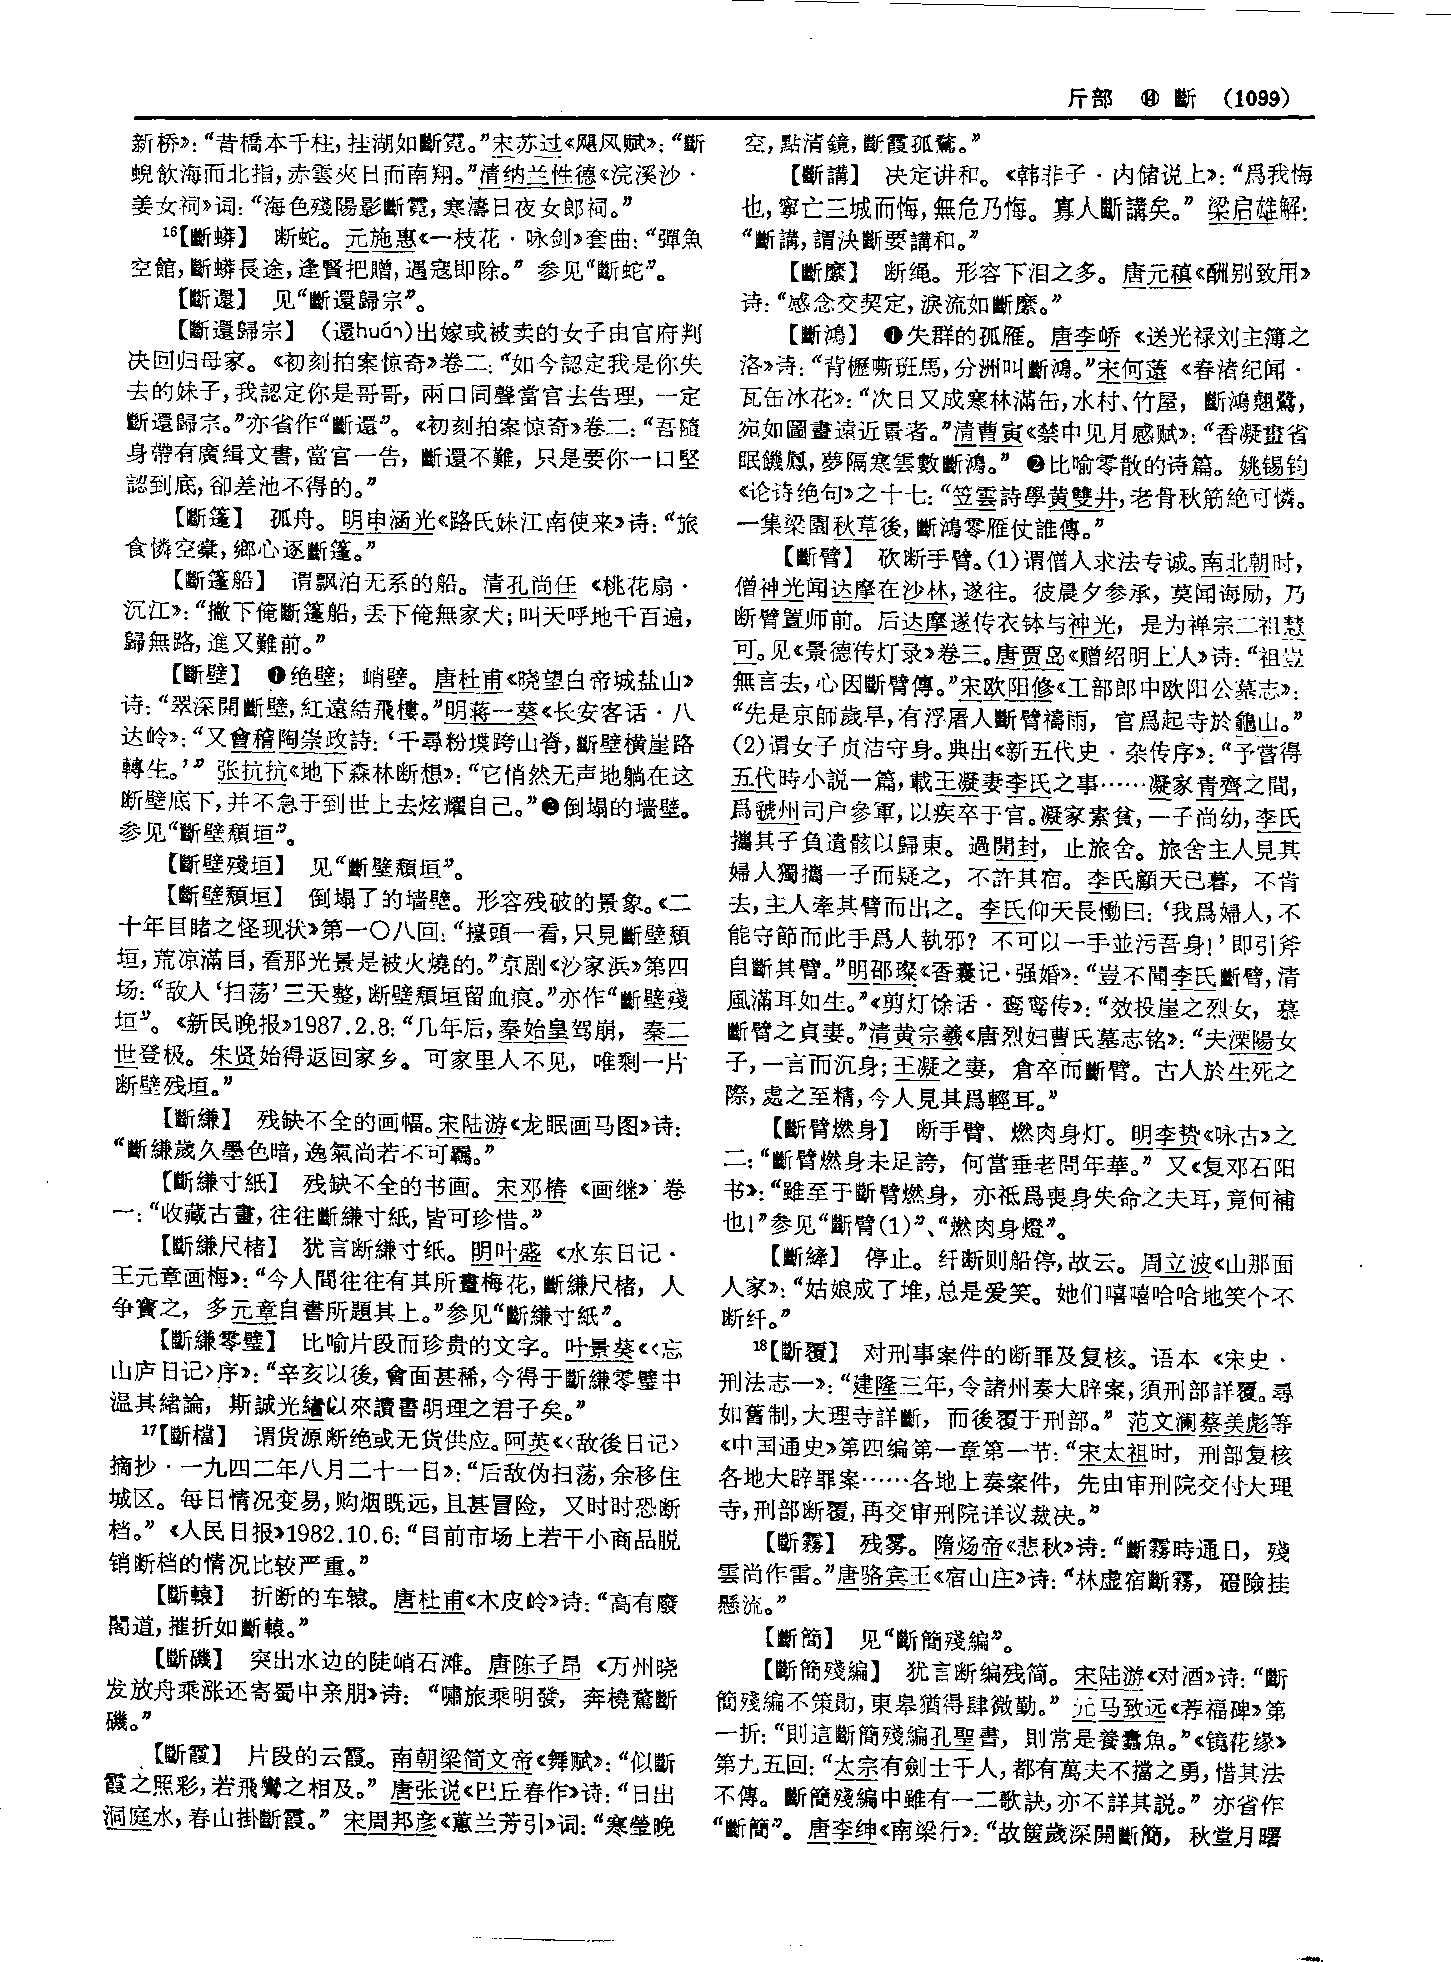 斤部 ⑭ 斷 (1099)
新桥》：“昔橋本千柱，挂湖如斷霓。”宋苏过《飓风赋》：“斷
蜺飲海而北指，赤雲夾日而南翔。”清纳兰性德《浣溪沙·
姜女祠》词：“海色殘陽影斷霓，寒濤日夜女郎祠。”
¹⁶【斷蟒】 断蛇。元施惠《一枝花·咏剑》套曲：“彈魚
空館，斷蟒長途，逢賢把贈，遇寇即除。”参见“斷蛇”。
【斷還】 见“斷還歸宗”。
【斷還歸宗】 （還huán）出嫁或被卖的女子由官府判
决回归母家。《初刻拍案惊奇》卷二：“如今認定我是你失
去的妹子，我認定你是哥哥，兩口同聲當官去告理，一定
斷還歸宗。”亦省作“斷還”。《初刻拍案惊奇》卷二：“吾隨
身帶有廣緝文書，當官一告，斷還不難，只是要你一口堅
認到底，卻差池不得的。”
【斷篷】 孤舟。明申涵光《路氏妹江南使来》诗：“旅
食憐空橐，鄉心逐斷篷。”
【斷篷船】 谓飘泊无系的船。清孔尚任《桃花扇·
沉江》：“撇下俺斷篷船，丢下俺無家犬；叫天呼地千百遍，
歸無路，進又難前。”
【斷壁】 ❶绝壁；峭壁。唐杜甫《晓望白帝城盐山》
诗：“翠深開斷壁，紅遠結飛樓。”明蒋一葵《长安客话·八
达岭》：“又會稽陶崇政詩：‘千尋粉堞跨山脊，斷壁横崖路
轉生。’”张抗抗《地下森林断想》：“它悄然无声地躺在这
断壁底下，并不急于到世上去炫耀自己。”❷倒塌的墙壁。
参见“斷壁頽垣”。
【斷壁殘垣】 见“斷壁頽垣”。
【斷壁頽垣】 倒塌了的墙壁。形容残破的景象。《二
十年目睹之怪现状》第一〇八回：“擡頭一看，只見斷壁頽
垣，荒凉滿目，看那光景是被火燒的。”京剧《沙家浜》第四
场：“敌人‘扫荡’三天整，断壁頽垣留血痕。”亦作“斷壁殘
垣”。《新民晚报》1987.2.8：“几年后，秦始皇驾崩，秦二
世登极。朱贤始得返回家乡。可家里人不见，唯剩一片
断壁残垣。”
【斷縑】 残缺不全的画幅。宋陆游《龙眠画马图》诗：
“斷縑歲久墨色暗，逸氣尚若不可羈。”
【斷縑寸紙】 残缺不全的书画。宋邓椿《画继》卷
一：“收藏古畫，往往斷縑寸紙，皆可珍惜。”
【斷縑尺楮】 犹言断縑寸纸。明叶盛《水东日记·
王元章画梅》：“今人間往往有其所畫梅花，斷縑尺楮，人
争寳之，多元章自書所題其上。”参见“斷縑寸紙”。
【斷縑零璧】 比喻片段而珍贵的文字。叶景葵《〈忘
山庐日记〉序》：“辛亥以後，會面甚稀，今得于斷縑零璧中
温其緒論，斯誠光緒以來讀書明理之君子矣。”
¹⁷【斷檔】 谓货源断绝或无货供应。阿英《〈敌後日记〉
摘抄·一九四二年八月二十一日》：“后敌伪扫荡，余移住
城区。每日情况变易，购烟既远，且甚冒险，又时时恐断
档。”《人民日报》1982.10.6：“目前市场上若干小商品脱
销断档的情况比较严重。”
【斷轅】 折断的车辕。唐杜甫《木皮岭》诗：“高有廢
閣道，摧折如斷轅。”
【斷磯】 突出水边的陡峭石滩。唐陈子昂《万州晓
发放舟乘涨还寄蜀中亲朋》诗：“嘯旅乘明發，奔橈騖斷
磯。”
【斷霞】 片段的云霞。南朝梁简文帝《舞赋》：“似斷
霞之照彩，若飛鸞之相及。”唐张说《巴丘春作》诗：“日出
洞庭水，春山掛斷霞。”宋周邦彦《蕙兰芳引》词：“寒瑩晚
空，點清鏡，斷霞孤鶩。”
【斷講】 决定讲和。《韩非子·内储说上》：“爲我悔
也，寧亡三城而悔，無危乃悔。寡人斷講矣。”梁启雄解：
“斷講，謂決斷要講和。”
【斷縻】 断绳。形容下泪之多。唐元稹《酬别致用》
诗：“感念交契定，淚流如斷縻。”
【斷鴻】 ❶失群的孤雁。唐李峤《送光禄刘主簿之
洛》诗：“背櫪嘶班馬，分洲叫斷鴻。”宋何薳《春渚纪闻·
瓦缶冰花》：“次日又成寒林滿缶，水村、竹屋，斷鴻翹鷺，
宛如圖畫遠近景者。”清曹寅《禁中见月感赋》：“香凝畫省
眠饑鳳，夢隔寒雲數斷鴻。”❷比喻零散的诗篇。姚锡钧
《论诗绝句》之十七：“笠雲詩學黄雙井，老骨秋筋絶可憐。
一集梁園秋草後，斷鴻零雁仗誰傳。”
【斷臂】 砍断手臂。(1)谓僧人求法专诚。南北朝时，
僧神光闻达摩在沙林，遂往。彼晨夕参承，莫闻诲励，乃
断臂置师前。后达摩遂传衣钵与神光，是为禅宗二祖慧
可。见《景德传灯录》卷三。唐贾岛《赠绍明上人》诗：“祖豈
無言去，心因斷臂傳。”宋欧阳修《工部郎中欧阳公墓志》：
“先是京師歲旱，有浮屠人斷臂禱雨，官爲起寺於龜山。”
(2)谓女子贞洁守身。典出《新五代史·杂传序》：“予嘗得
五代時小説一篇，載王凝妻李氏之事……凝家青齊之間，
爲虢州司户參軍，以疾卒于官。凝家素貧，一子尚幼，李氏
攜其子負遺骸以歸東。過開封，止旅舍。旅舍主人見其
婦人獨攜一子而疑之，不許其宿。李氏顧天已暮，不肯
去，主人牽其臂而出之。李氏仰天長慟曰：‘我爲婦人，不
能守節而此手爲人執邪？不可以一手並污吾身！’即引斧
自斷其臂。”明邵璨《香囊记·强婚》：“豈不聞李氏斷臂，清
風滿耳如生。”《剪灯馀话·鸾鸾传》：“效投崖之烈女，慕
斷臂之貞妻。”清黄宗羲《唐烈妇曹氏墓志铭》：“夫溧陽女
子，一言而沉身；王凝之妻，倉卒而斷臂。古人於生死之
際，處之至精，今人見其爲輕耳。”
【斷臂燃身】 断手臂、燃肉身灯。明李贽《咏古》之
二：“斷臂燃身未足誇，何當垂老問年華。”又《复邓石阳
书》：“雖至于斷臂燃身，亦祗爲喪身失命之夫耳，竟何補
也！”参见“斷臂(1)”、“燃肉身燈”。
【斷縴】 停止。纤断则船停，故云。周立波《山那面
人家》：“姑娘成了堆，总是爱笑。她们嘻嘻哈哈地笑个不
断纤。”
¹⁸【斷覆】 对刑事案件的断罪及复核。语本《宋史·
刑法志一》：“建隆三年，令諸州奏大辟案，須刑部詳覆。尋
如舊制，大理寺詳斷，而後覆于刑部。”范文澜蔡美彪等
《中国通史》第四编第一章第一节：“宋太祖时，刑部复核
各地大辟罪案……各地上奏案件，先由审刑院交付大理
寺，刑部断覆，再交审刑院详议裁决。”
【斷霧】 残雾。隋炀帝《悲秋》诗：“斷霧時通日，殘
雲尚作雷。”唐骆宾王《宿山庄》诗：“林虚宿斷霧，磴險挂
懸流。”
【斷簡】 见“斷簡殘編”。
【斷簡殘編】 犹言断编残简。宋陆游《对酒》诗：“斷
簡殘編不策勛，東皋猶得肆微勤。”元马致远《荐福碑》第
一折：“則這斷簡殘編孔聖書，則常是養蠹魚。”《镜花缘》
第九五回：“太宗有劍士千人，都有萬夫不擋之勇，惜其法
不傳。斷簡殘編中雖有一二歌訣，亦不詳其説。”亦省作
“斷簡”。唐李绅《南梁行》：“故篋歲深開斷簡，秋堂月曙